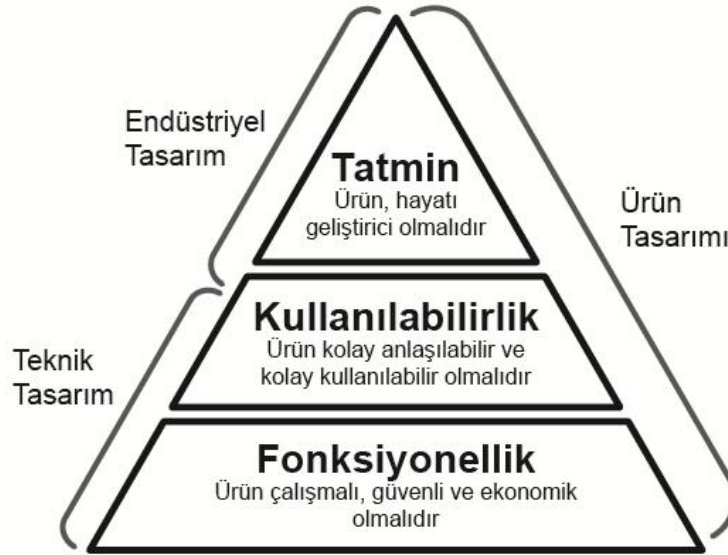 Endüstriyel
Tasarım
Tatmin
Ürün, hayatı
geliştirici olmalıdır
Ürün
Tasarımı
Kullanılabilirlik
Ürün kolay anlaşılabilir ve
kolay kullanılabilir olmalıdır
Teknik
Tasarım
Fonksiyonellik
Ürün çalışmalı, güvenli ve ekonomik
olmalıdır